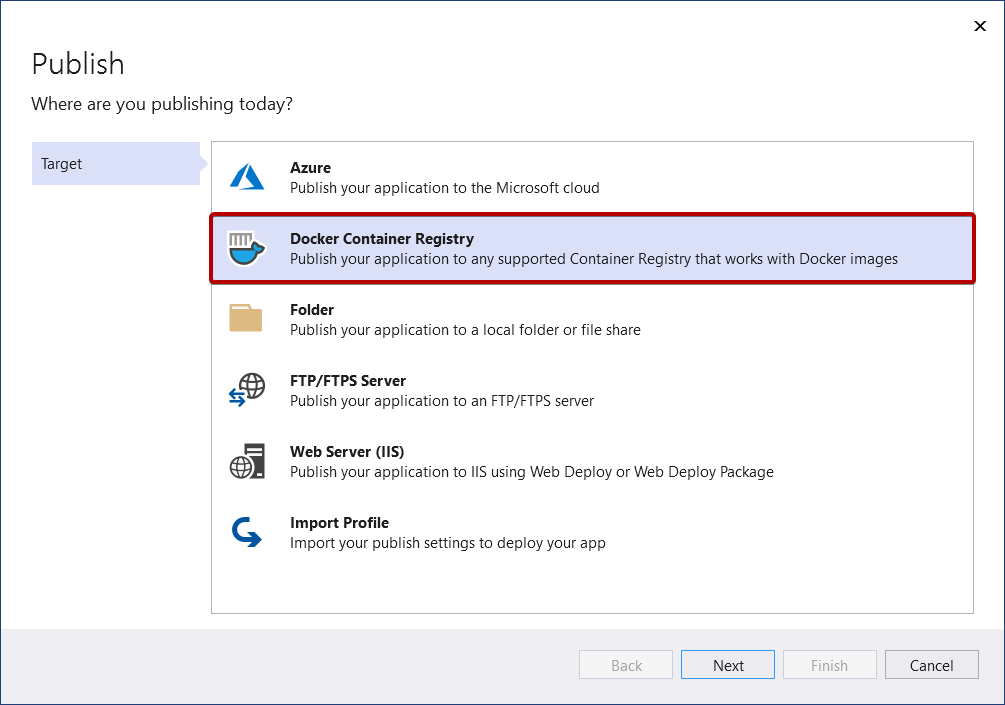 Publish
Where are you publishing today?
Target
Azure
Publish your application to the Microsoft cloud
Docker Container Registry
Publish your application to any supported Container Registry that works with Docker images
Folder
Publish your application to a local folder or file share
FTP/FTPS Server
Publish your application to an FTP/FTPS server
Web Server (IIS)
Publish your application to IIS using Web Deploy or Web Deploy Package
Import Profile
Import your publish settings to deploy your app
Back
Next
Finish
Cancel